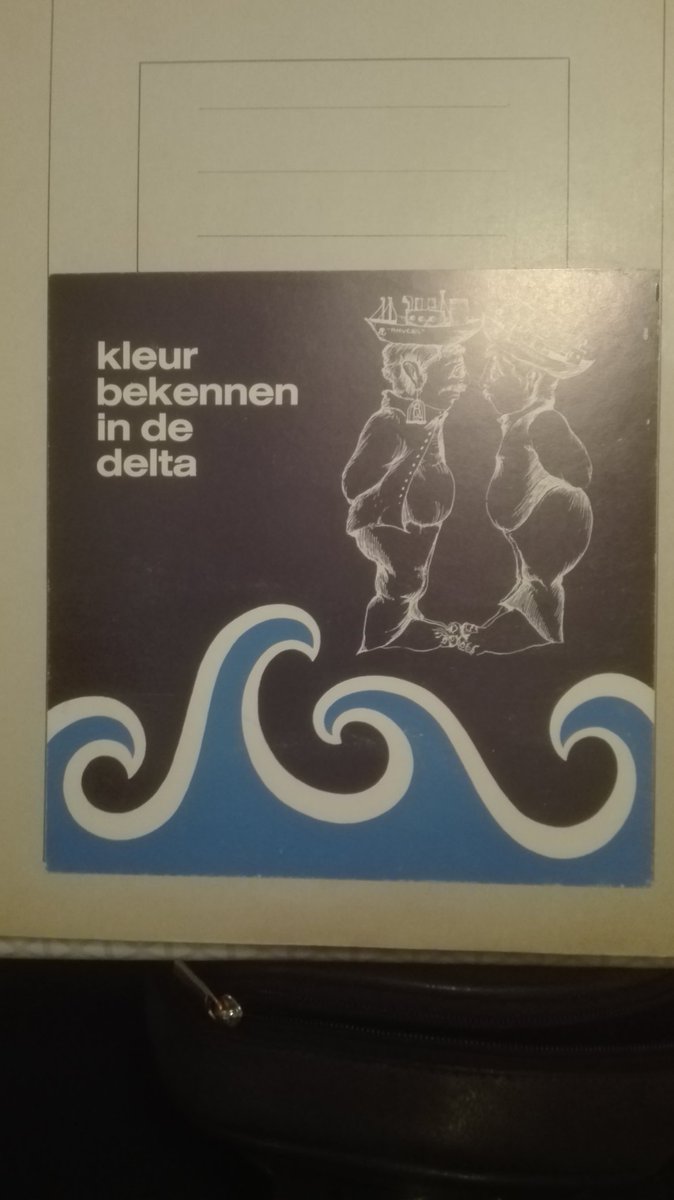 kleur
bekennen
in de
delta